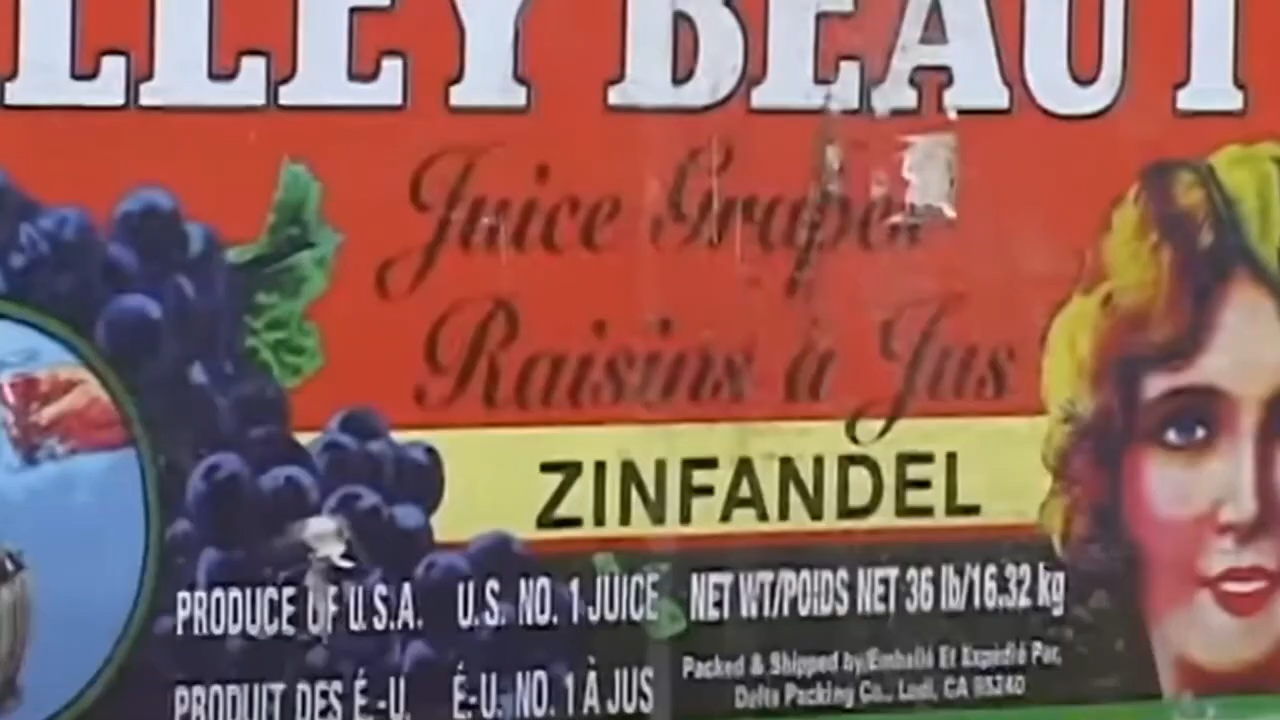 LLEY BEAUT
Juice Grapes
Raisins à Jus
ZINFANDEL
PRODUCE OF U.S.A. U.S. NO. 1 JUICE NET WT/POIDS NET 36 lb/16.32 kg
PRODUIT DES É.-U. É-U. NO. 1 À JUS
Packed & Shipped by/Emballé Et Expédié Par,
Delta Packing Co., Lodi, CA 95240